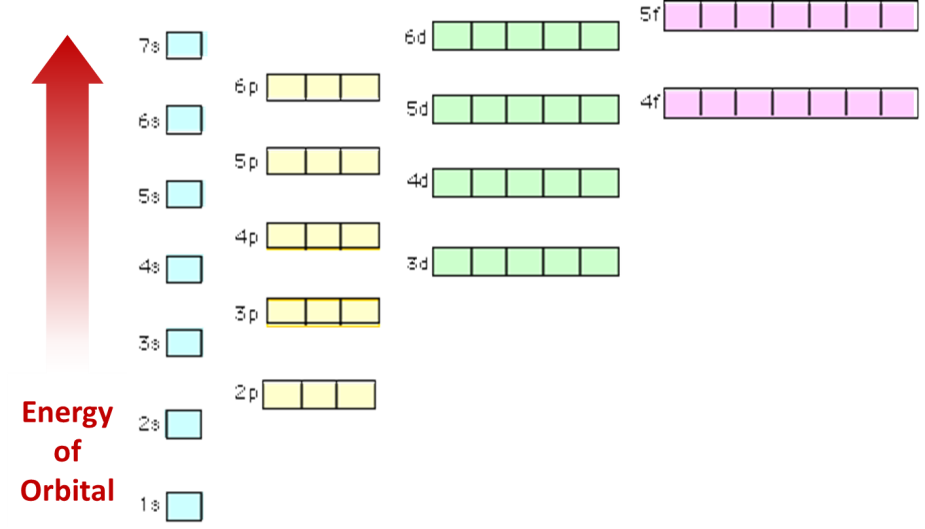 5f
6d
7s
6p
4f
5d
6s
5p
4d
5s
4p
3d
4s
3p
3s
2p
2s
1s
Energy
of
Orbital